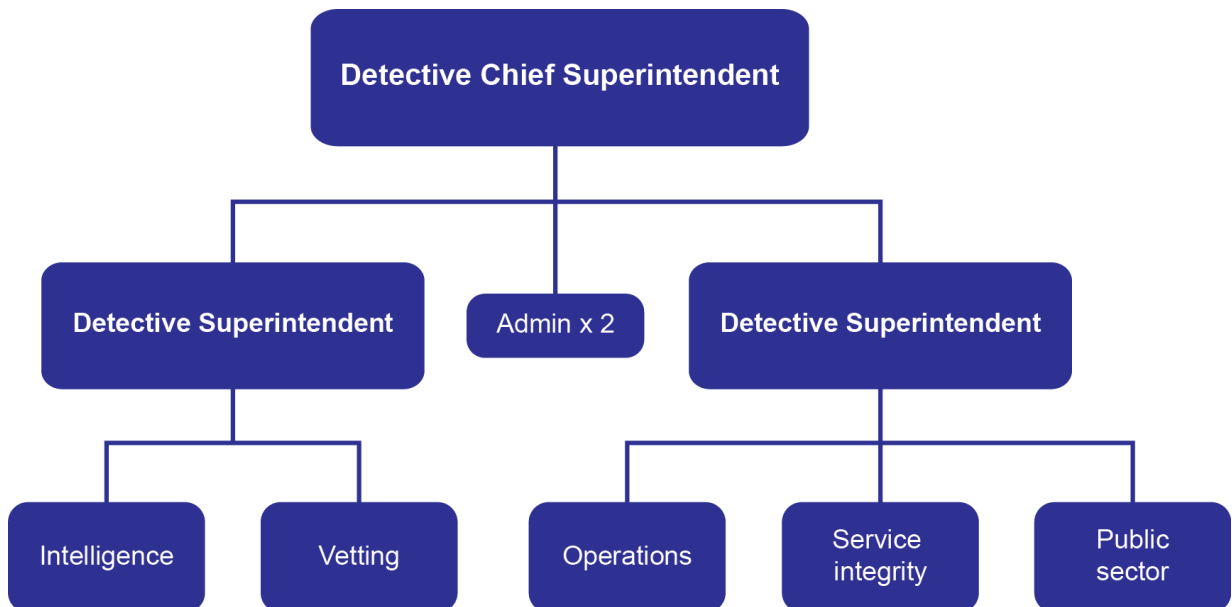 Detective Chief Superintendent
Detective Superintendent
Admin x 2
Detective Superintendent
Intelligence
Vetting
Operations
Service
integrity
Public
sector